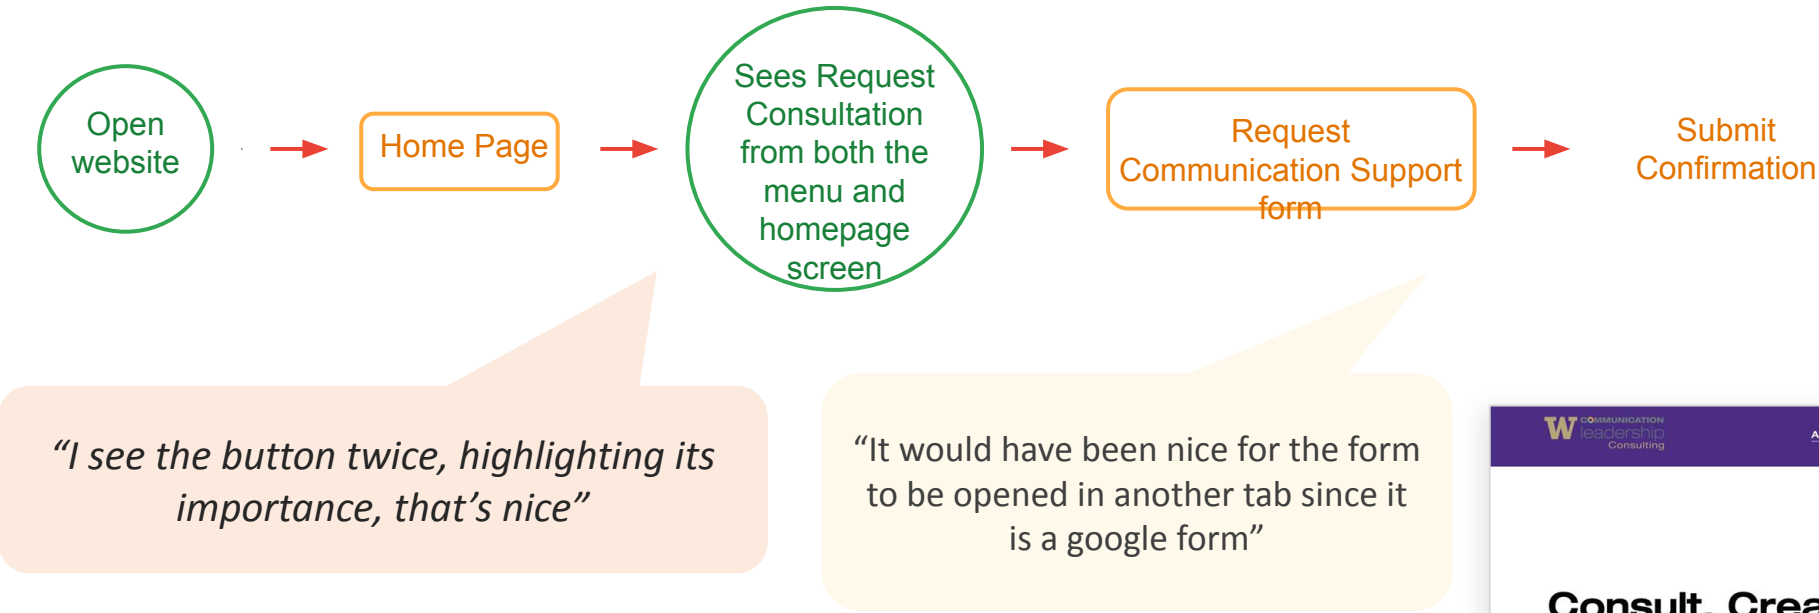 Open
website
Home Page
Sees Request
Consultation
from both the
menu and
homepage
screen
Request
Communication Support
form
Submit
Confirmation
“I see the button twice, highlighting its
importance, that’s nice”
“It would have been nice for the form
to be opened in another tab since it
is a google form”
W COMMUNICATION
leadership
Consulting
A
Consult. Crea